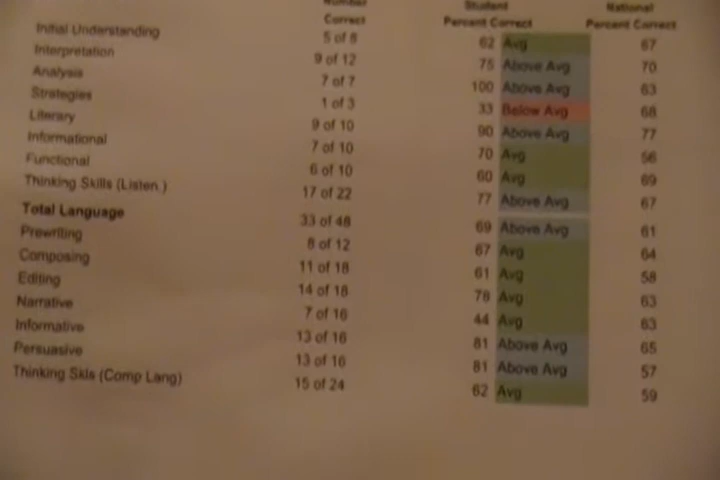 Number Student National
Correct Percent Correct Percent Correct
Initial Understanding 5 of 8 62 Avg 67
Interpretation 9 of 12 75 Above Avg 70
Analysis 7 of 7 100 Above Avg 63
Strategies 1 of 3 33 Below Avg 68
Literary 9 of 10 90 Above Avg 77
Informational 7 of 10 70 Avg 56
Functional 6 of 10 60 Avg 69
Thinking Skills (Listen.) 17 of 22 77 Above Avg 67
Total Language 33 of 48 69 Above Avg 61
Prewriting 8 of 12 67 Avg 64
Composing 11 of 18 61 Avg 58
Editing 14 of 18 78 Avg 63
Narrative 7 of 16 44 Avg 63
Informative 13 of 16 81 Above Avg 65
Persuasive 13 of 16 81 Above Avg 57
Thinking Skls (Comp Lang) 15 of 24 62 Avg 59